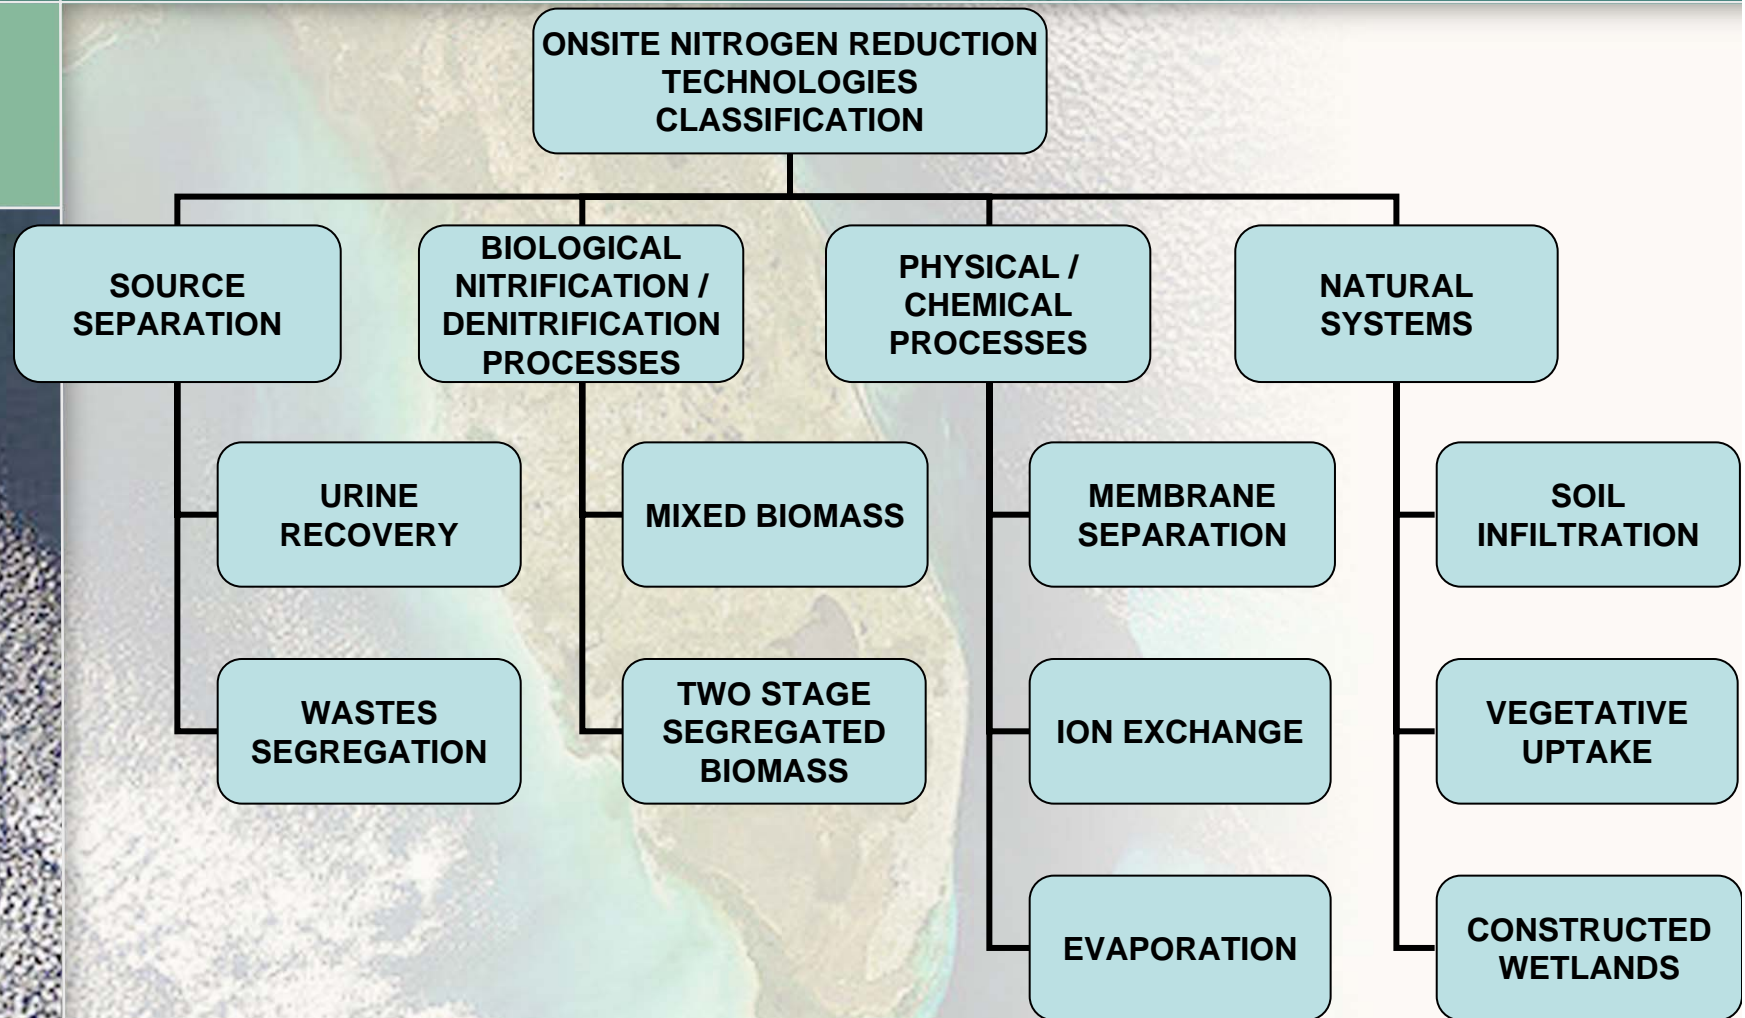 ONSITE NITROGEN REDUCTION
TECHNOLOGIES
CLASSIFICATION
SOURCE
SEPARATION
BIOLOGICAL
NITRIFICATION /
DENITRIFICATION
PROCESSES
PHYSICAL /
CHEMICAL
PROCESSES
NATURAL
SYSTEMS
URINE
RECOVERY
MIXED BIOMASS
MEMBRANE
SEPARATION
SOIL
INFILTRATION
WASTES
SEGREGATION
TWO STAGE
SEGREGATED
BIOMASS
ION EXCHANGE
VEGETATIVE
UPTAKE
EVAPORATION
CONSTRUCTED
WETLANDS